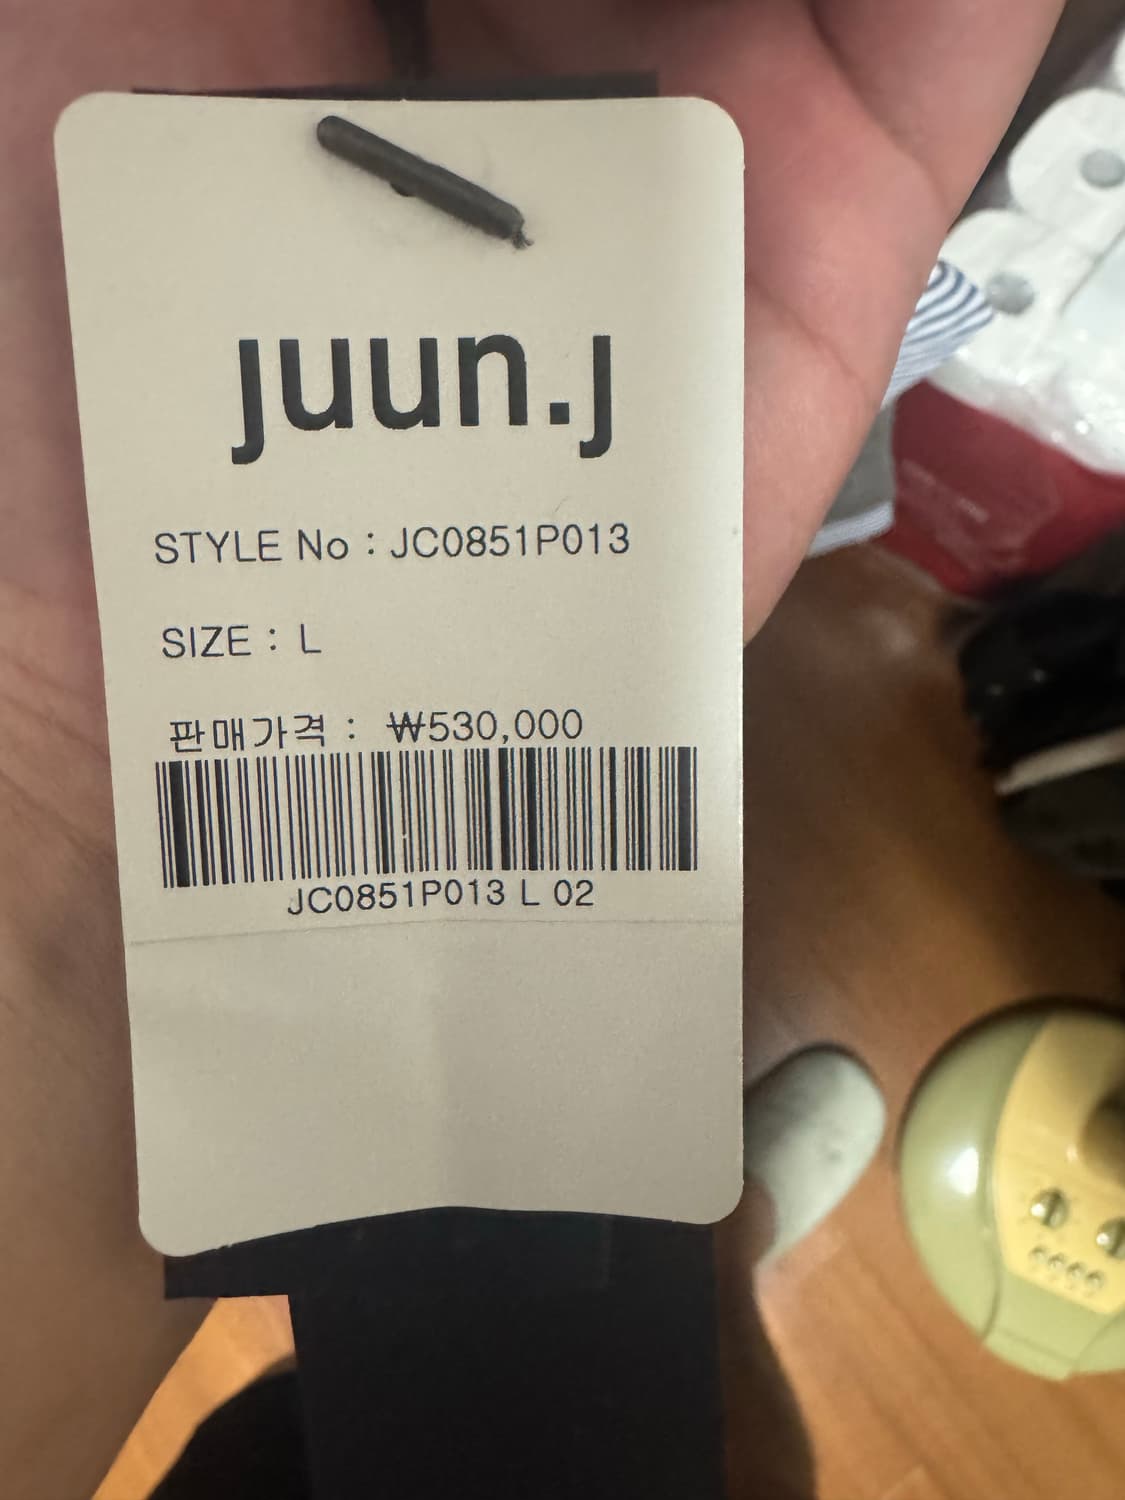 juun.j
STYLE No : JC0851P013
SIZE : L
판매가격 : ₩530,000
JC0851P013 L 02